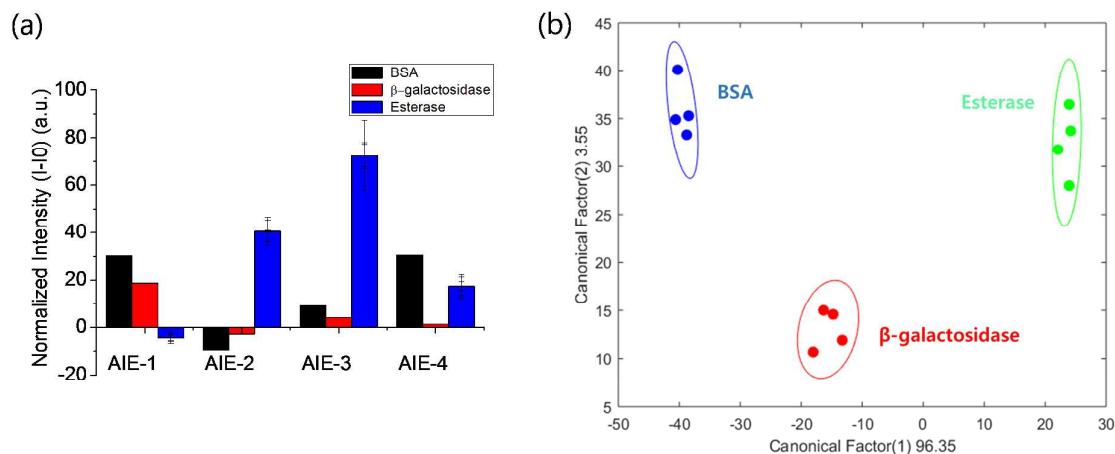 (a)
BSA
β-galactosidase
Esterase
Normalized Intensity (I-I0) (a.u.)
100
80
60
40
20
0
-20
AIE-1 AIE-2 AIE-3 AIE-4
(b)
Canonical Factor(2) 3.55
45
40
35
30
25
20
15
10
5
BSA
Esterase
β-galactosidase
-50 -40 -30 -20 -10 0 10 20 30
Canonical Factor(1) 96.35